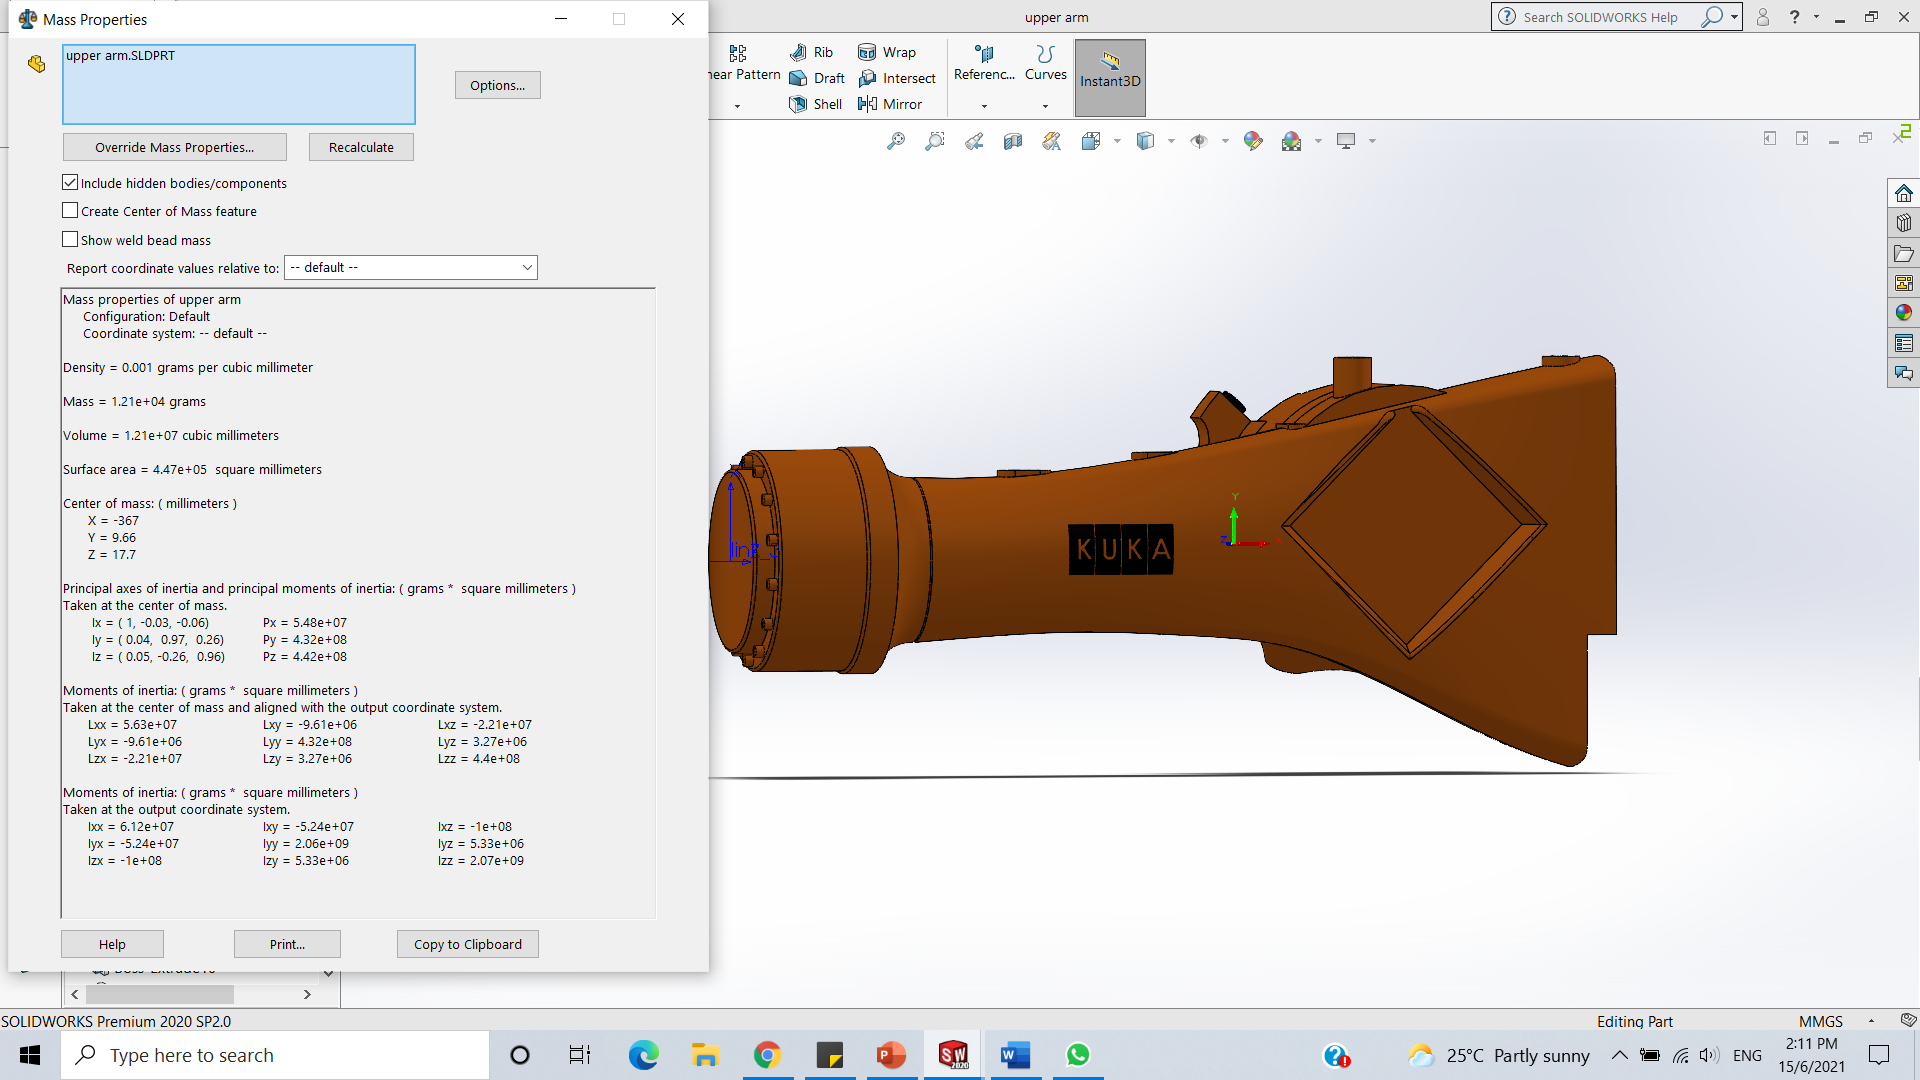 Mass Properties
upper arm
Search SOLIDWORKS Help
upper arm.SLDPRT
Options...
Override Mass Properties...
Recalculate
Include hidden bodies/components
Create Center of Mass feature
Show weld bead mass
Report coordinate values relative to: -- default --
Mass properties of upper arm
Configuration: Default
Coordinate system: -- default --
Density = 0.001 grams per cubic millimeter
Mass = 1.21e+04 grams
Volume = 1.21e+07 cubic millimeters
Surface area = 4.47e+05 square millimeters
Center of mass: ( millimeters )
X = -367
Y = 9.66
Z = 17.7
Principal axes of inertia and principal moments of inertia: ( grams * square millimeters )
Taken at the center of mass.
Ix = ( 1, -0.03, -0.06) Px = 5.48e+07
Iy = ( 0.04, 0.97, 0.26) Py = 4.32e+08
Iz = ( 0.05, -0.26, 0.96) Pz = 4.42e+08
Moments of inertia: ( grams * square millimeters )
Taken at the center of mass and aligned with the output coordinate system.
Lxx = 5.63e+07 Lxy = -9.61e+06 Lxz = -2.21e+07
Lyx = -9.61e+06 Lyy = 4.32e+08 Lyz = 3.27e+06
Lzx = -2.21e+07 Lzy = 3.27e+06 Lzz = 4.4e+08
Moments of inertia: ( grams * square millimeters )
Taken at the output coordinate system.
Ixx = 6.12e+07 Ixy = -5.24e+07 Ixz = -1e+08
Iyx = -5.24e+07 Iyy = 2.06e+09 Iyz = 5.33e+06
Izx = -1e+08 Izy = 5.33e+06 Izz = 2.07e+09
Help
Print...
Copy to Clipboard
near Pattern
Rib
Draft
Shell
Wrap
Intersect
Mirror
Referenc...
Curves
Instant3D
2
KUKA
Y
SOLIDWORKS Premium 2020 SP2.0
Editing Part
MMGS
Type here to search
25°C Partly sunny
ENG
2:11 PM
15/6/2021